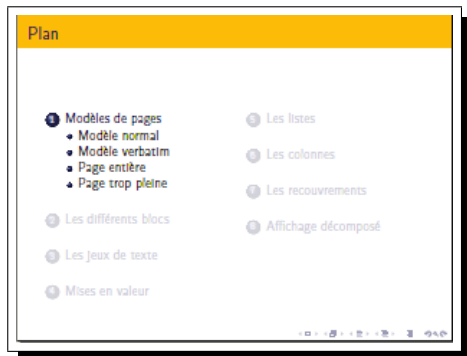 Plan
1 Modèles de pages
Modèle normal
Modèle verbatim
Page entière
Page trop pleine
2 Les différents blocs
3 Les jeux de texte
4 Mises en valeur
5 Les listes
6 Les colonnes
7 Les recouvrements
8 Affichage décomposé